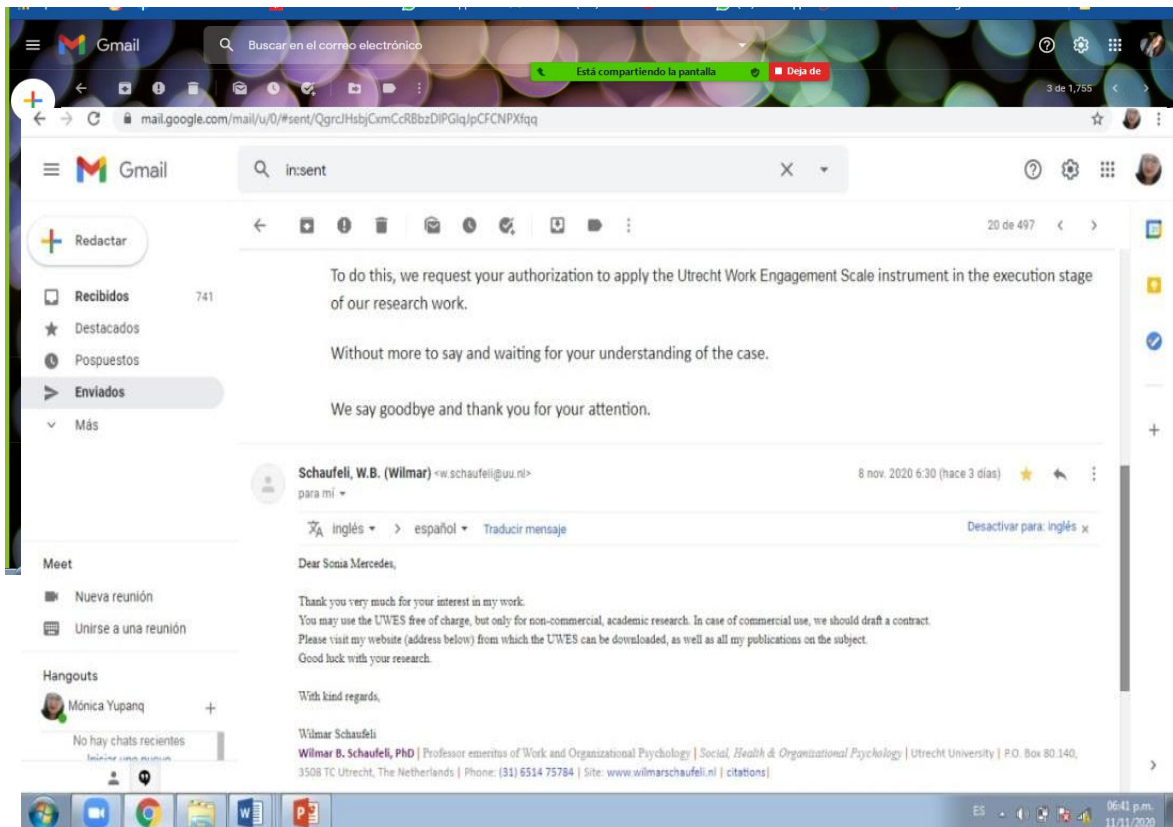 Gmail
Buscar en el correo electrónico
Está compartiendo la pantalla
Deja de
3 de 1,755
mail.google.com/mail/u/0/#sent/QgrcJHsbjCxmCcRBbzDlPGlqJpCFCNPXfqq
Gmail
in:sent
Redactar
20 de 497
Recibidos 741
Destacados
Pospuestos
Enviados
Más
To do this, we request your authorization to apply the Utrecht Work Engagement Scale instrument in the execution stage
of our research work.
Without more to say and waiting for your understanding of the case.
We say goodbye and thank you for your attention.
Schaufeli, W.B. (Wilmar) <w.schaufeli@uu.nl>
8 nov. 2020 6:30 (hace 3 días)
para mí
inglés > español Traducir mensaje
Desactivar para: inglés x
Dear Sonia Mercedes,
Thank you very much for your interest in my work.
You may use the UWES free of charge, but only for non-commercial, academic research. In case of commercial use, we should draft a contract.
Please visit my website (address below) from which the UWES can be downloaded, as well as all my publications on the subject.
Good luck with your research.
With kind regards,
Wilmar Schaufeli
Wilmar B. Schaufeli, PhD | Professor emeritus of Work and Organizational Psychology | Social, Health & Organizational Psychology | Utrecht University | P.O. Box 80.140,
3508 TC Utrecht, The Netherlands | Phone: (31) 6514 75784 | Site: www.wilmarschaufeli.nl | citations|
Meet
Nueva reunión
Unirse a una reunión
Hangouts
Mónica Yupanq
No hay chats recientes
ES
06:41 p.m.
11/11/2020